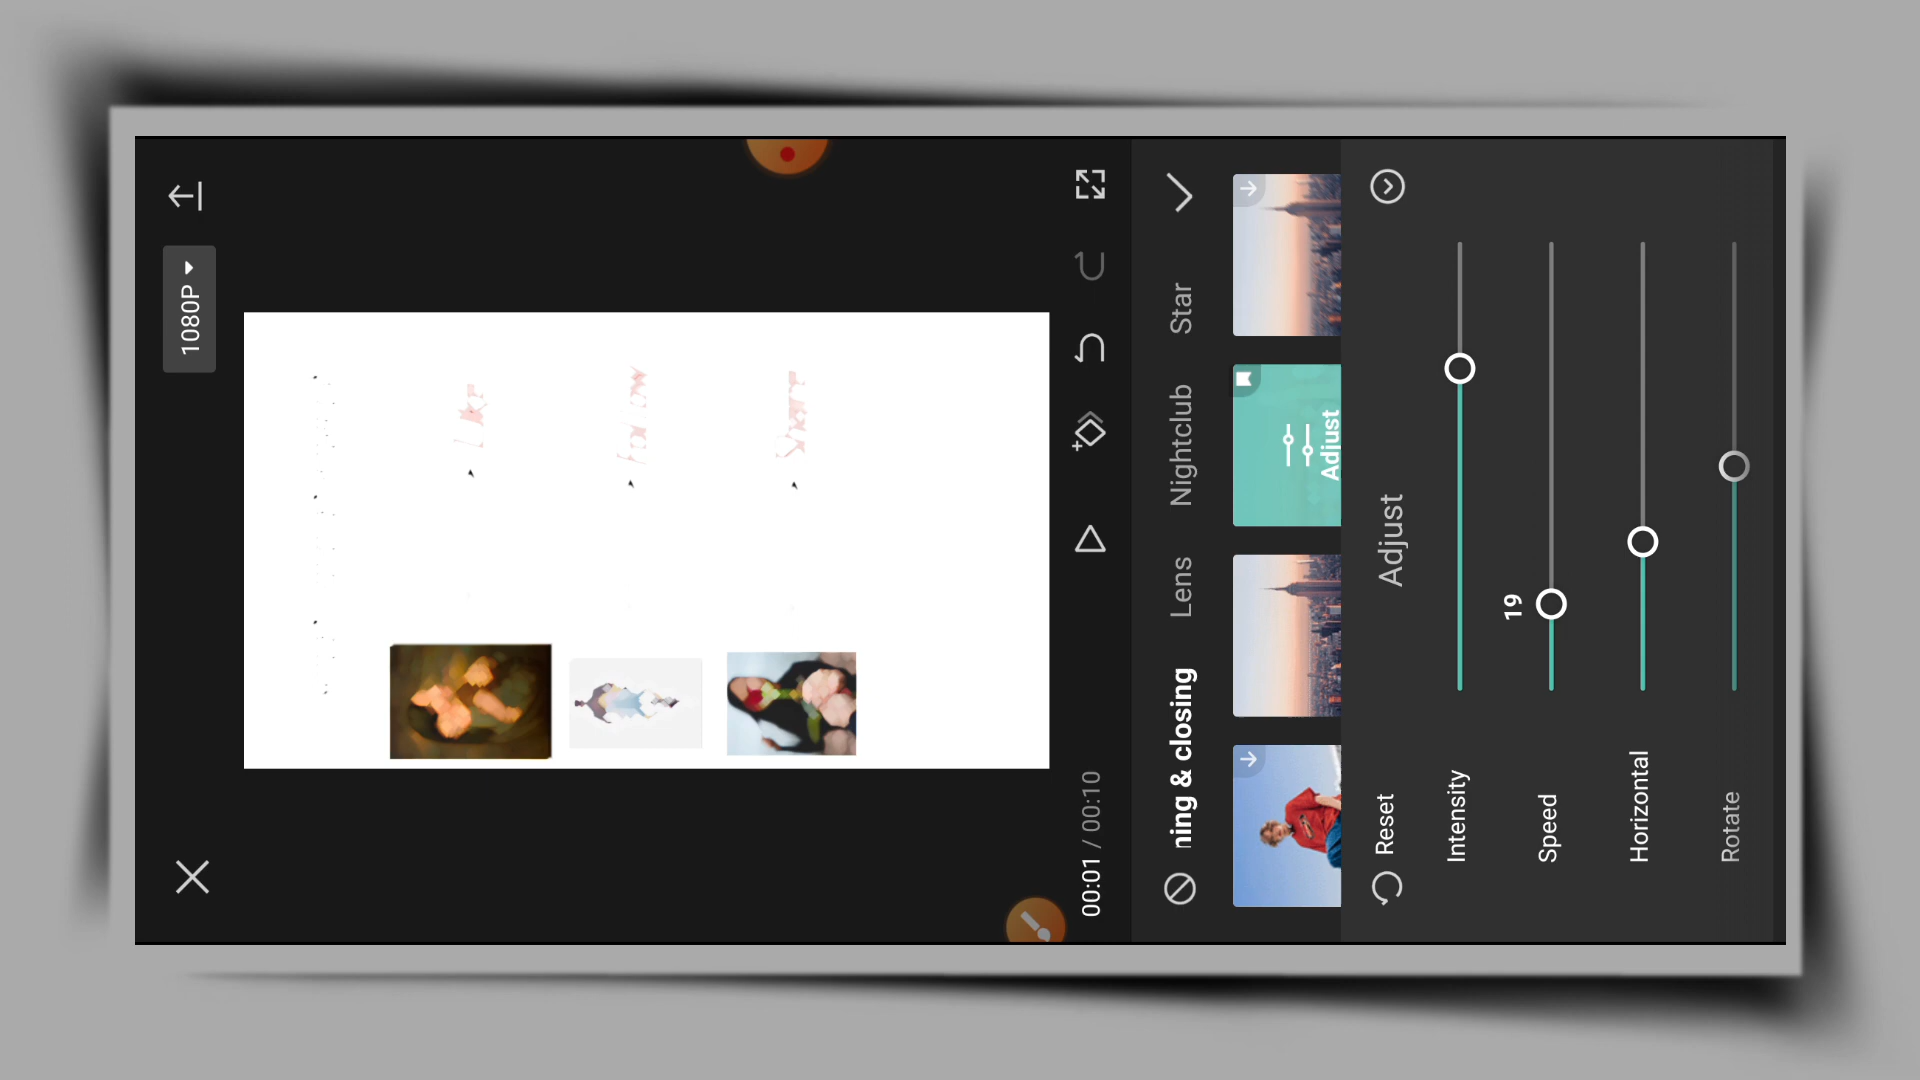 1080P
00:01 / 00:10
ning & closing
Lens
Nightclub
Star
Adjust
Reset
Adjust
Intensity
Speed
19
Horizontal
Rotate